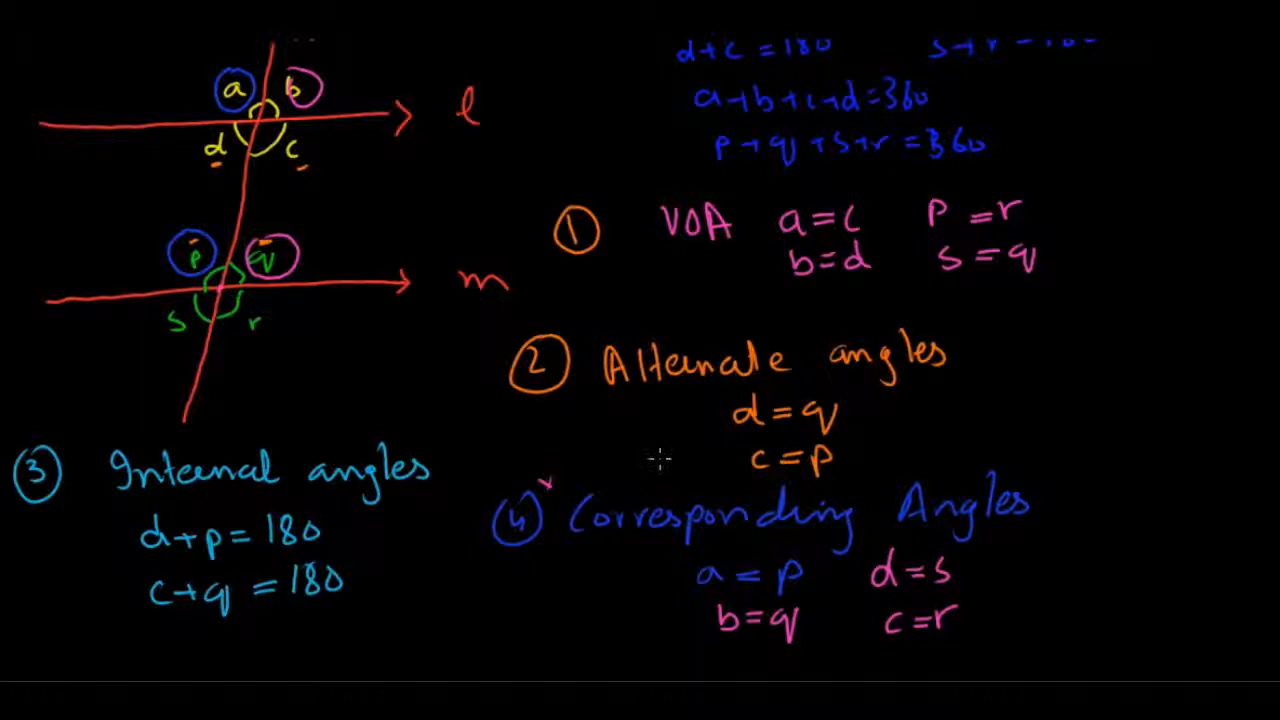 a b
l
d c
p q
m
s r
d+c = 180
a+b+c+d=360
p+q+s+r=360
① VOA a=c p=r
b=d s=q
② Alternate angles
d=q
c=p
③ Internal angles
d+p=180
c+q=180
④ Corresponding Angles
a=p d=s
b=q c=r